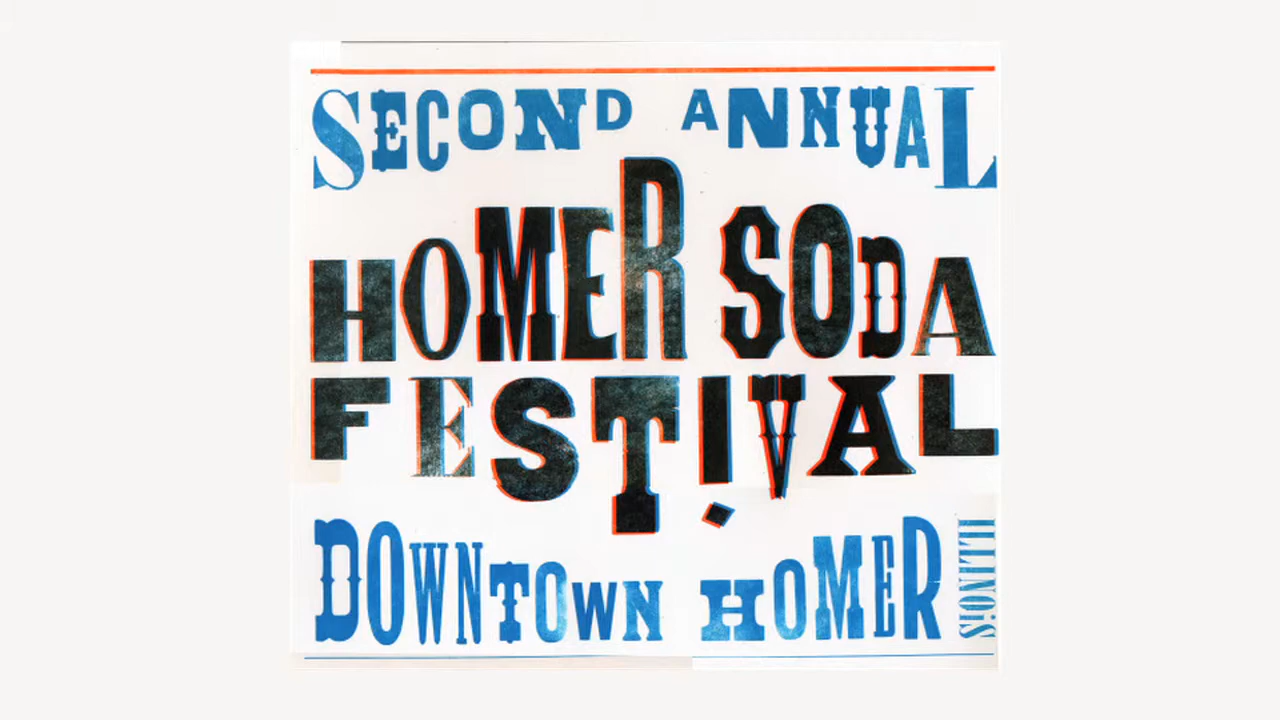 SECOND ANNUAL
HOMER SODA
FESTIVAL
DOWNTOWN HOMER
ILLINOIS